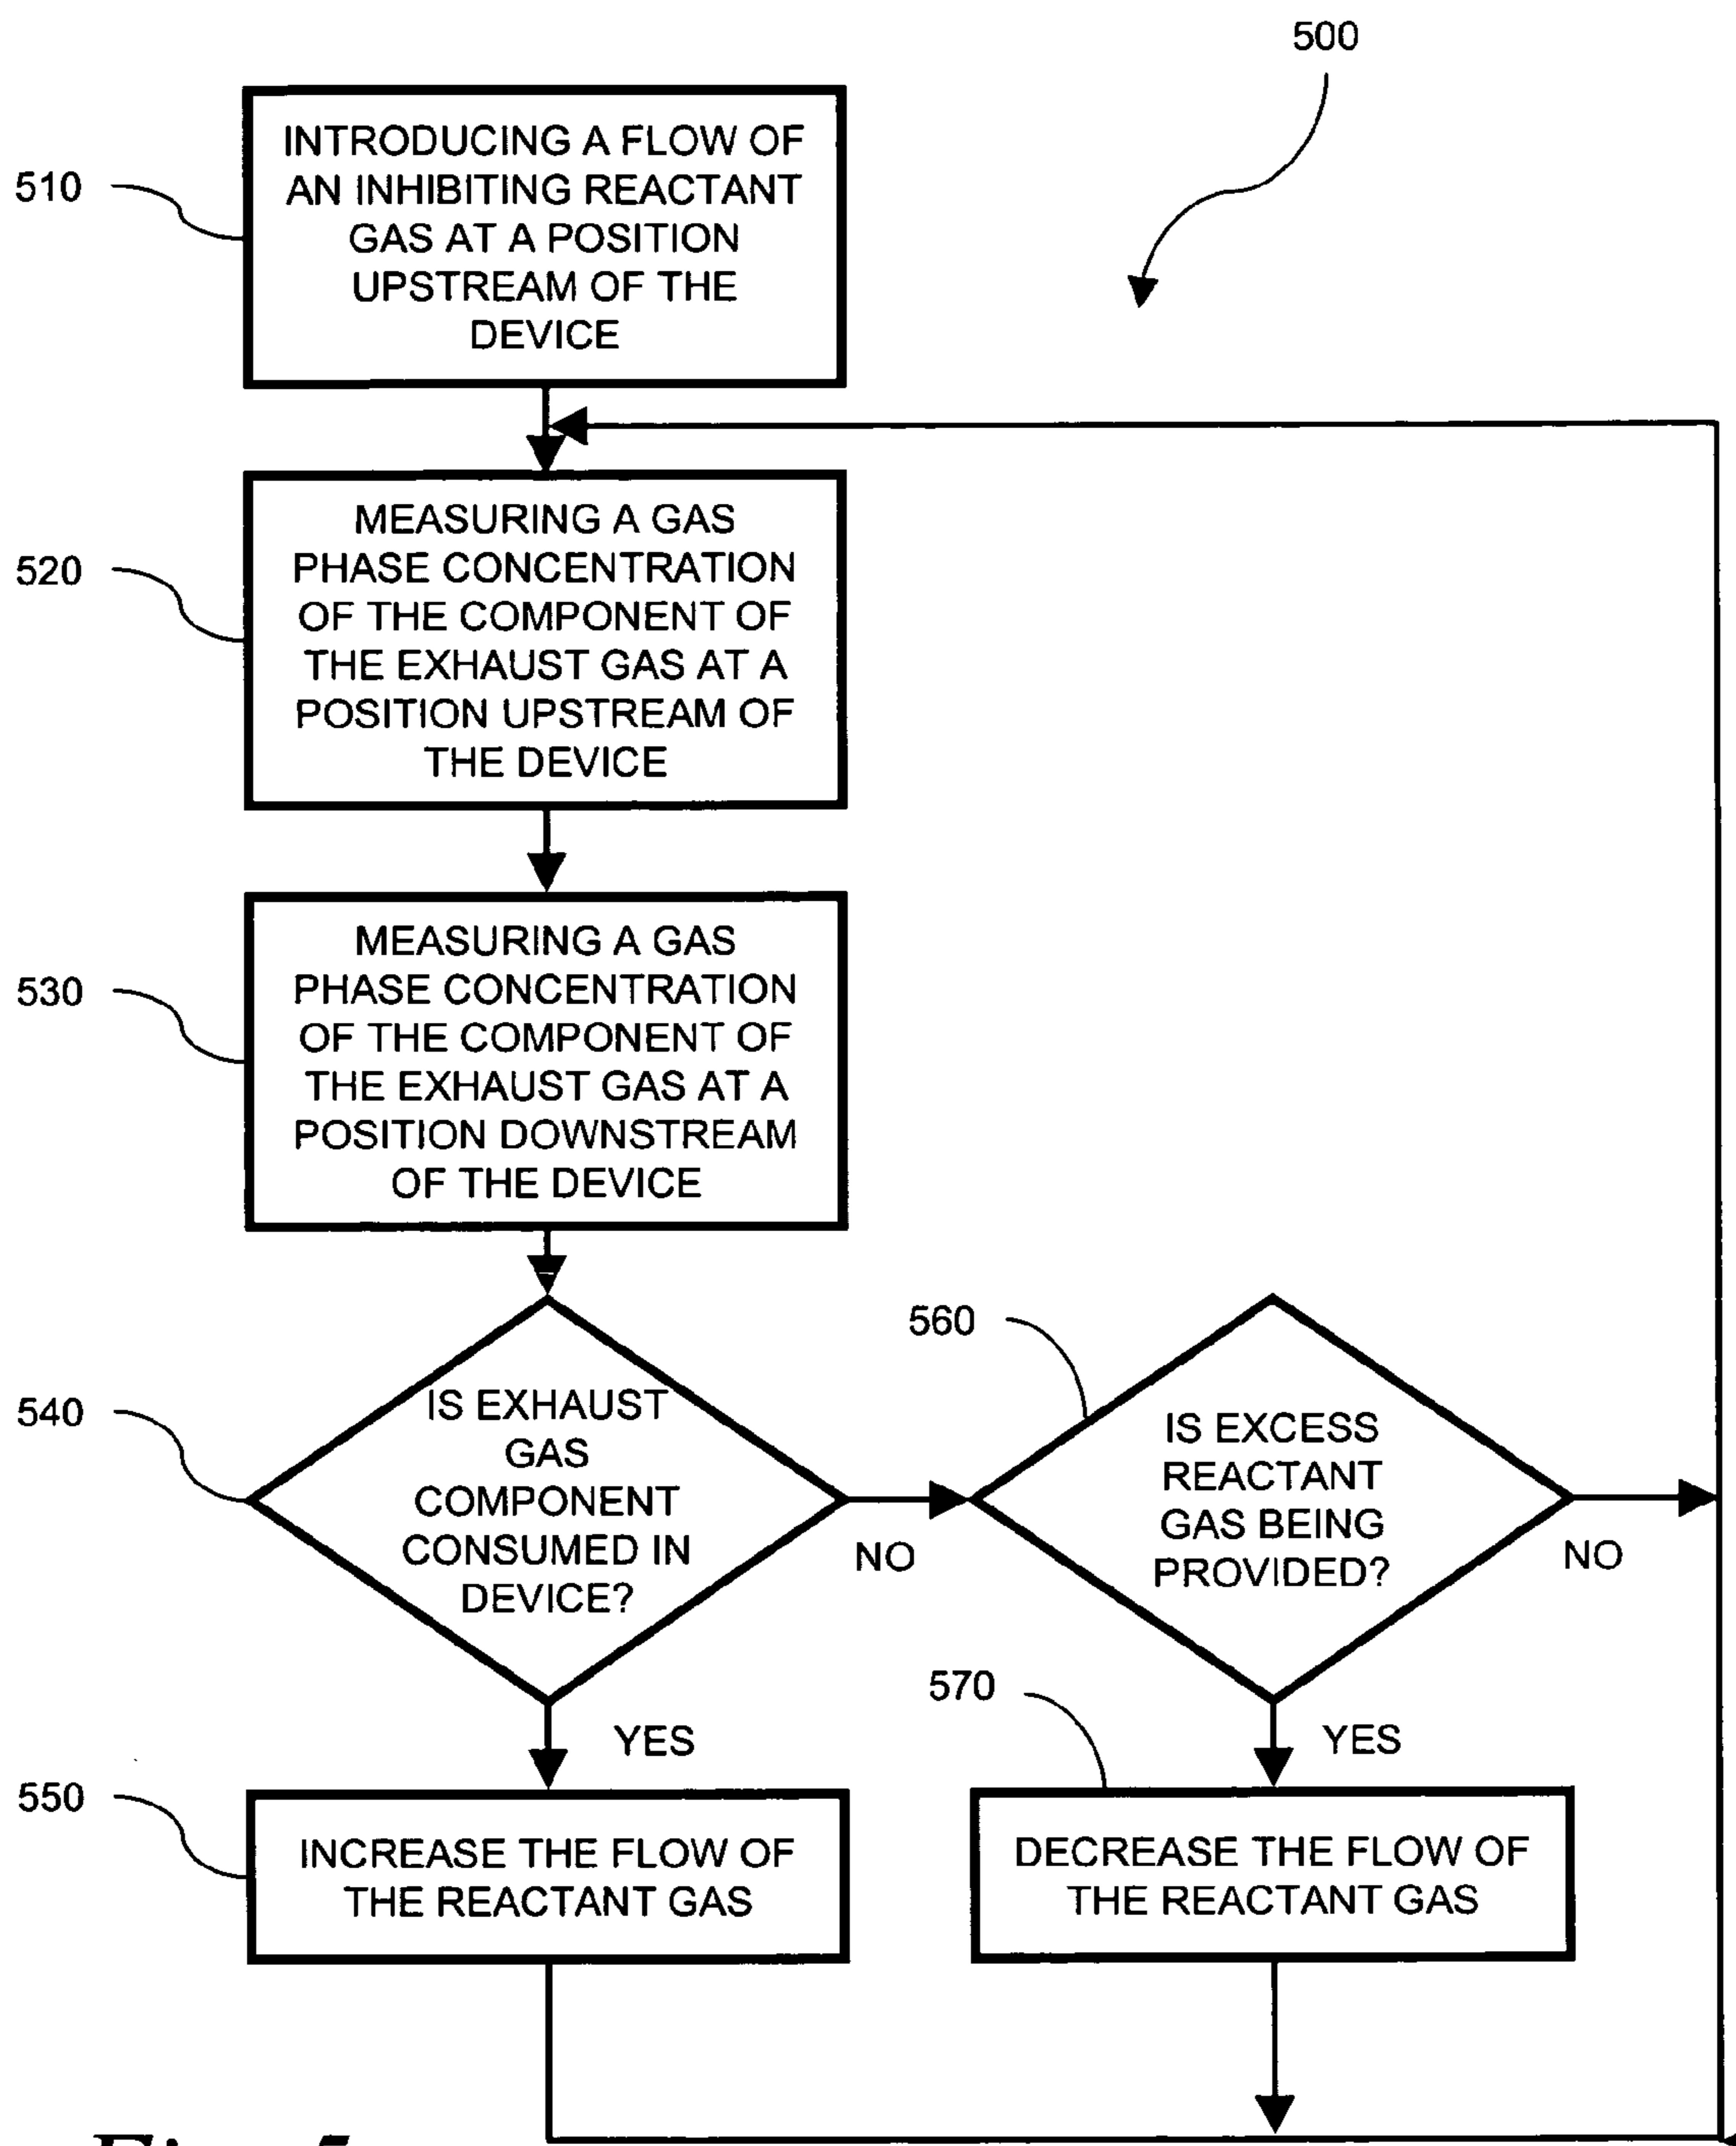 500
510
INTRODUCING A FLOW OF
AN INHIBITING REACTANT
GAS AT A POSITION
UPSTREAM OF THE
DEVICE
520
MEASURING A GAS
PHASE CONCENTRATION
OF THE COMPONENT OF
THE EXHAUST GAS AT A
POSITION UPSTREAM OF
THE DEVICE
530
MEASURING A GAS
PHASE CONCENTRATION
OF THE COMPONENT OF
THE EXHAUST GAS AT A
POSITION DOWNSTREAM
OF THE DEVICE
540
IS EXHAUST
GAS
COMPONENT
CONSUMED IN
DEVICE?
NO
560
IS EXCESS
REACTANT
GAS BEING
PROVIDED?
NO
YES
550
INCREASE THE FLOW OF
THE REACTANT GAS
YES
570
DECREASE THE FLOW OF
THE REACTANT GAS